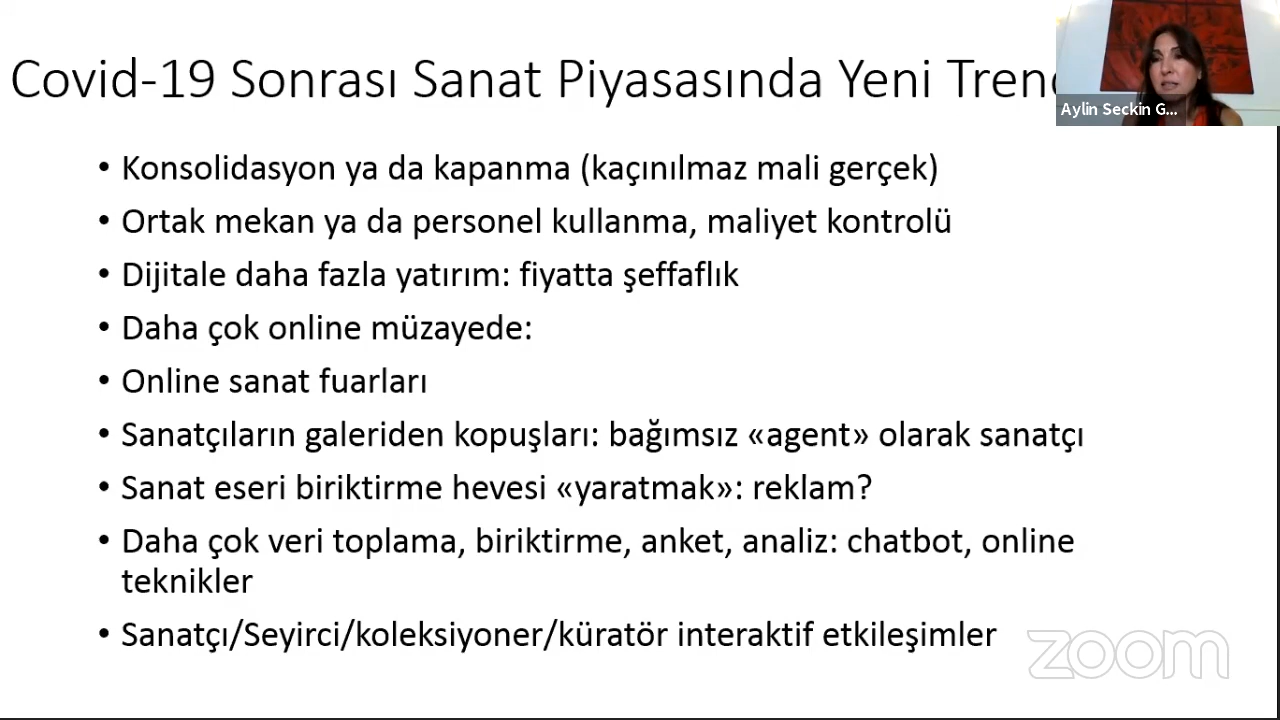 Covid-19 Sonrası Sanat Piyasasında Yeni
Aylin Seckin G...
• Konsolidasyon ya da kapanma (kaçınılmaz mali gerçek)
• Ortak mekan ya da personel kullanma, maliyet kontrolü
• Dijitale daha fazla yatırım: fiyatta şeffaflık
• Daha çok online müzayede:
• Online sanat fuarları
• Sanatçıların galeriden kopuşları: bağımsız «agent» olarak sanatçı
• Sanat eseri biriktirme hevesi «yaratmak»: reklam?
• Daha çok veri toplama, biriktirme, anket, analiz: chatbot, online
teknikler
• Sanatçı/Seyirci/koleksiyoner/küratör interaktif etkileşimler
zoom